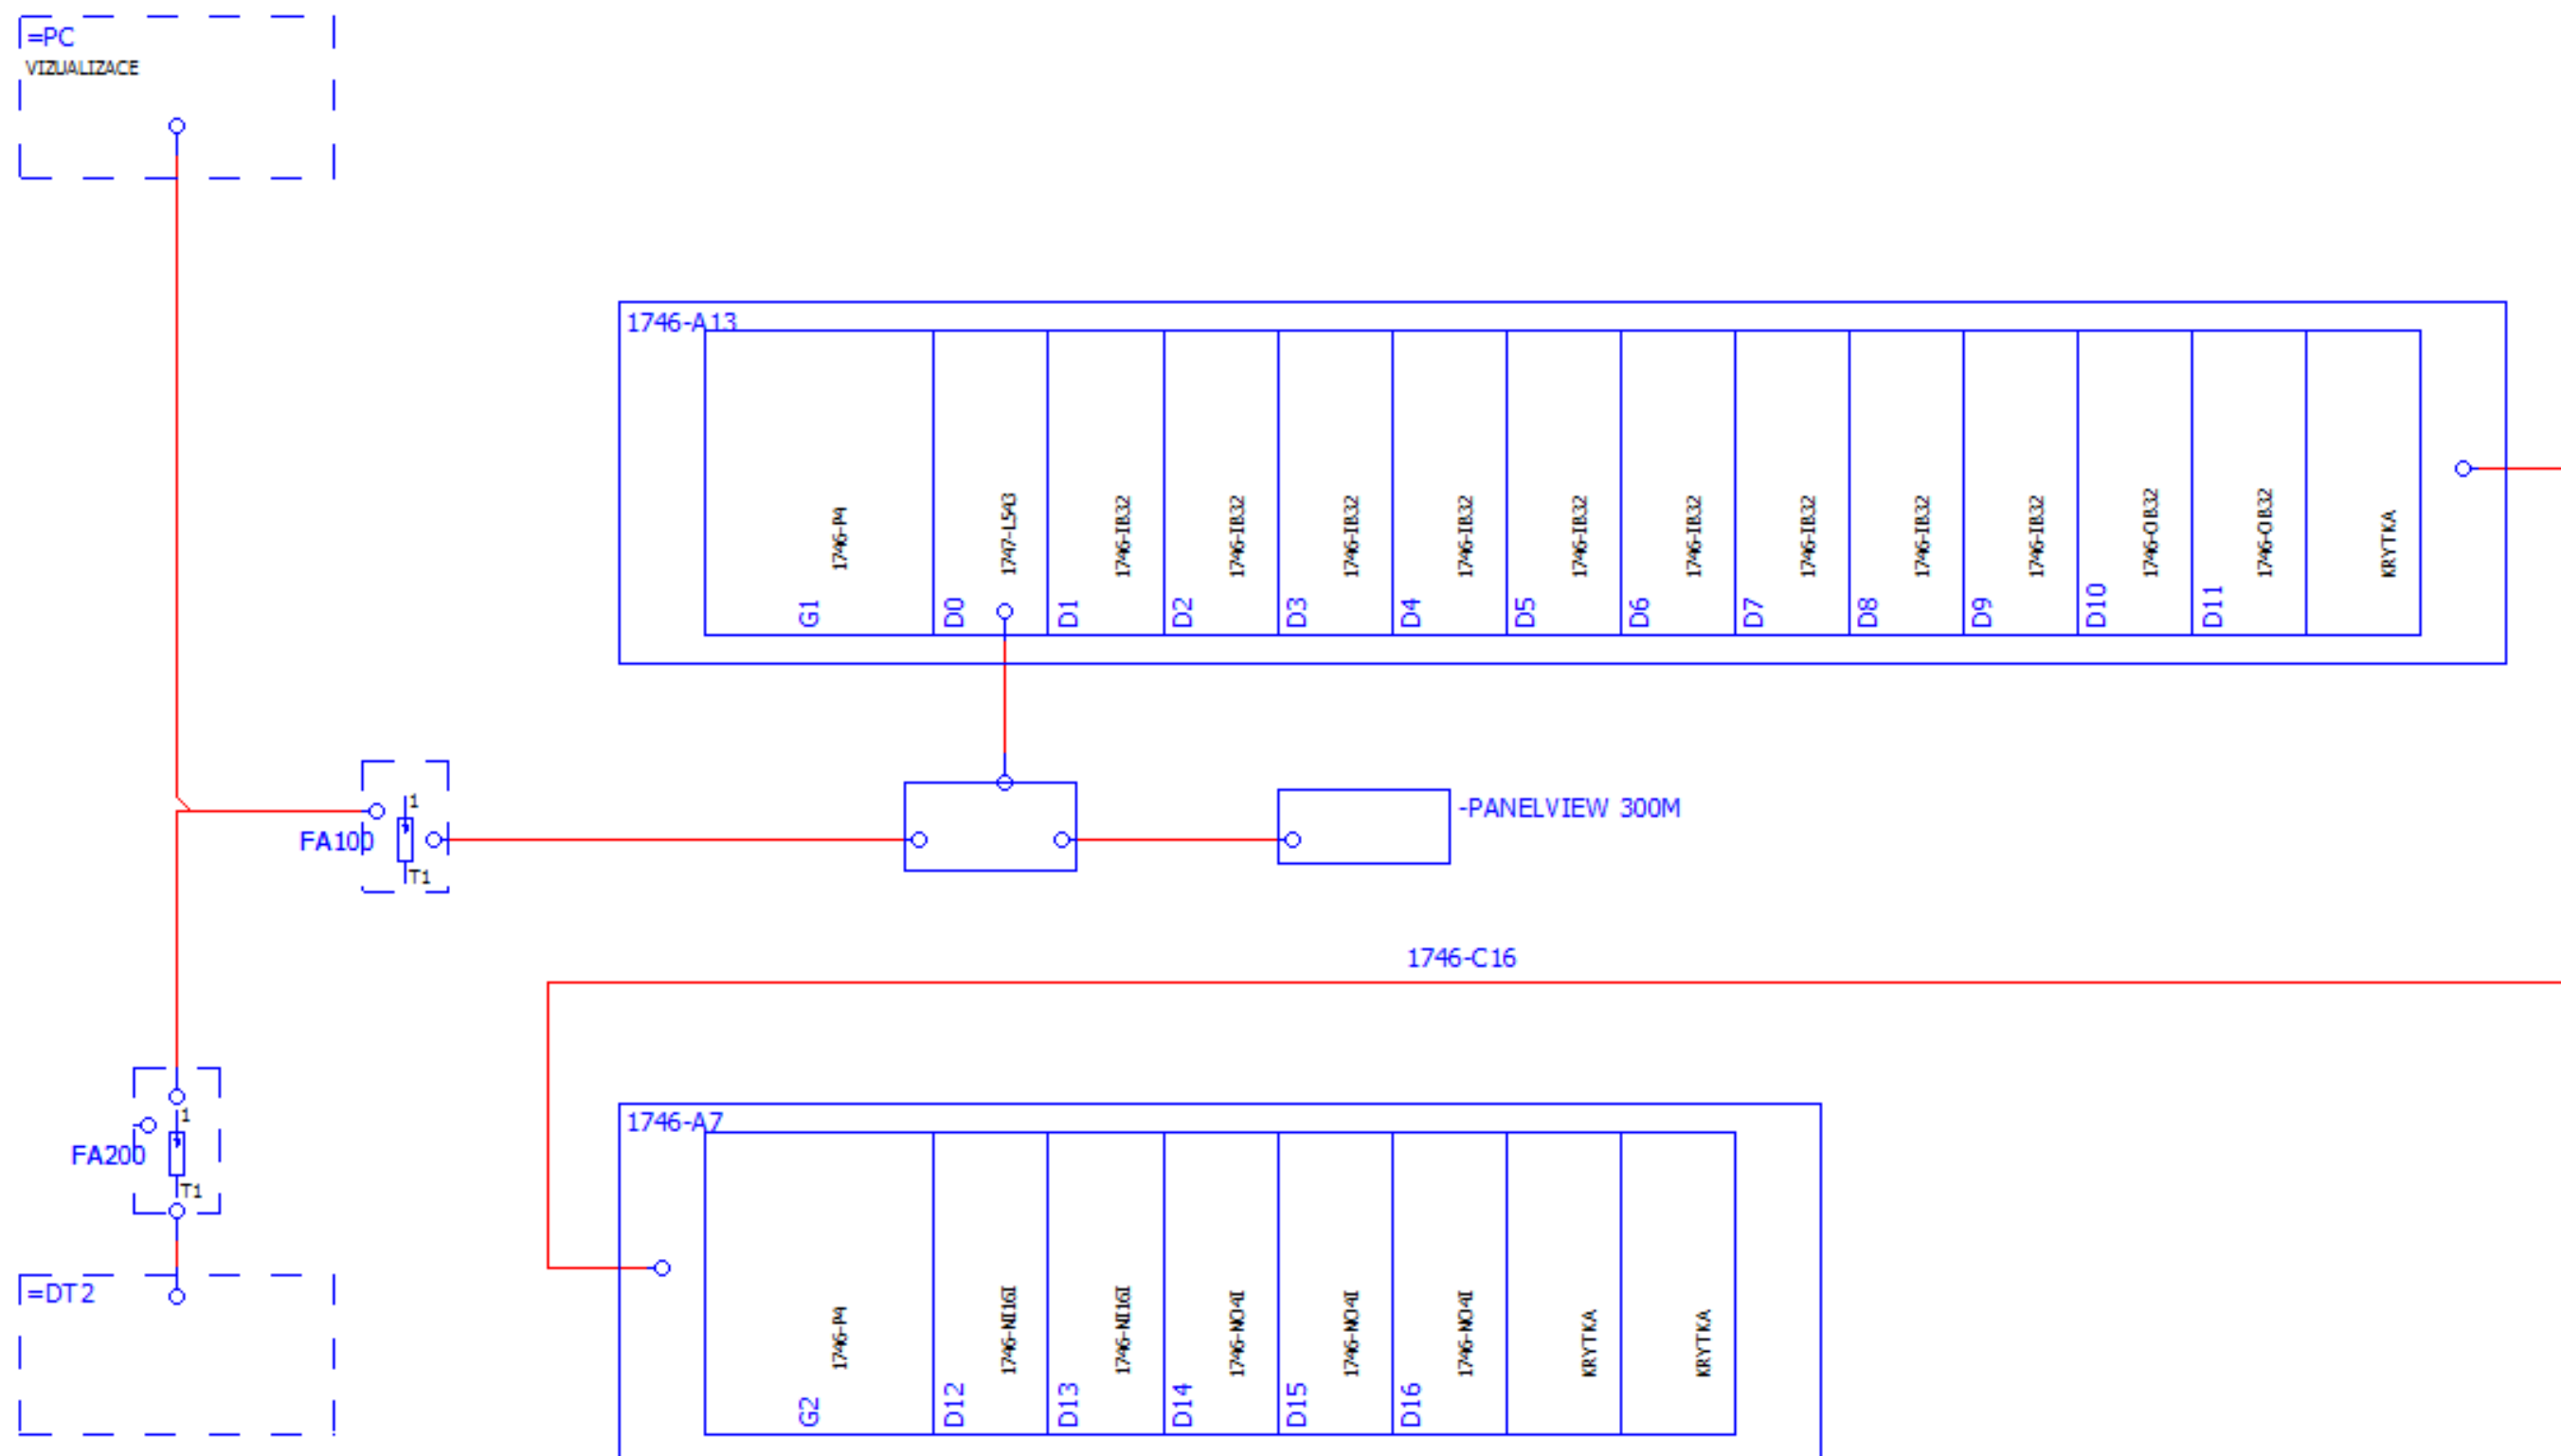 =PC
VIZUALIZACE
1746-A13
1746-P4
G1
1747-L543
D0
1746-IB32
D1
1746-IB32
D2
1746-IB32
D3
1746-IB32
D4
1746-IB32
D5
1746-IB32
D6
1746-IB32
D7
1746-IB32
D8
1746-IB32
D9
1746-OB32
D10
1746-OB32
D11
KRYTKA
1
FA100
T1
-PANELVIEW 300M
1746-C16
1746-A7
1746-P4
G2
1746-NI16I
D12
1746-NI16I
D13
1746-NO4I
D14
1746-NO4I
D15
1746-NO4I
D16
KRYTKA
KRYTKA
1
FA200
T1
=DT2